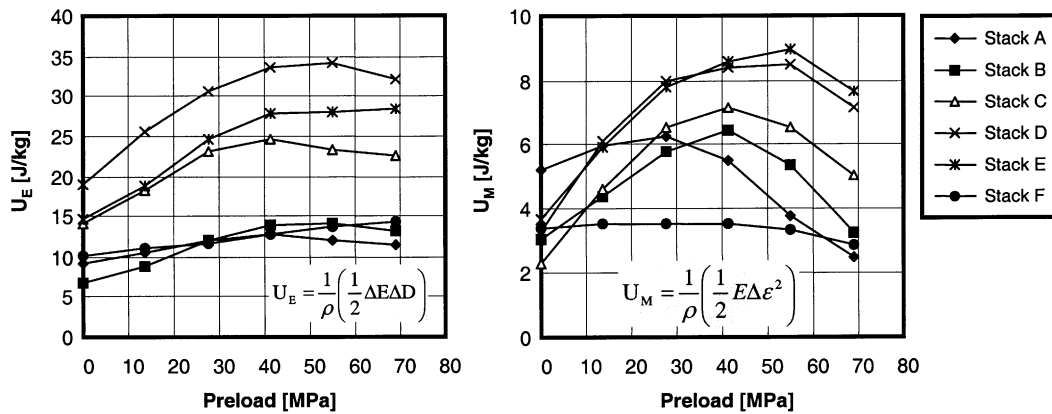 40
35
30
25
20
15
10
5
0
U_E [J/kg]
U_E = 1/ρ (1/2 ΔEΔD)
0 10 20 30 40 50 60 70 80
Preload [MPa]
10
8
6
4
2
0
U_M [J/kg]
U_M = 1/ρ (1/2 EΔε²)
0 10 20 30 40 50 60 70 80
Preload [MPa]
Stack A
Stack B
Stack C
Stack D
Stack E
Stack F